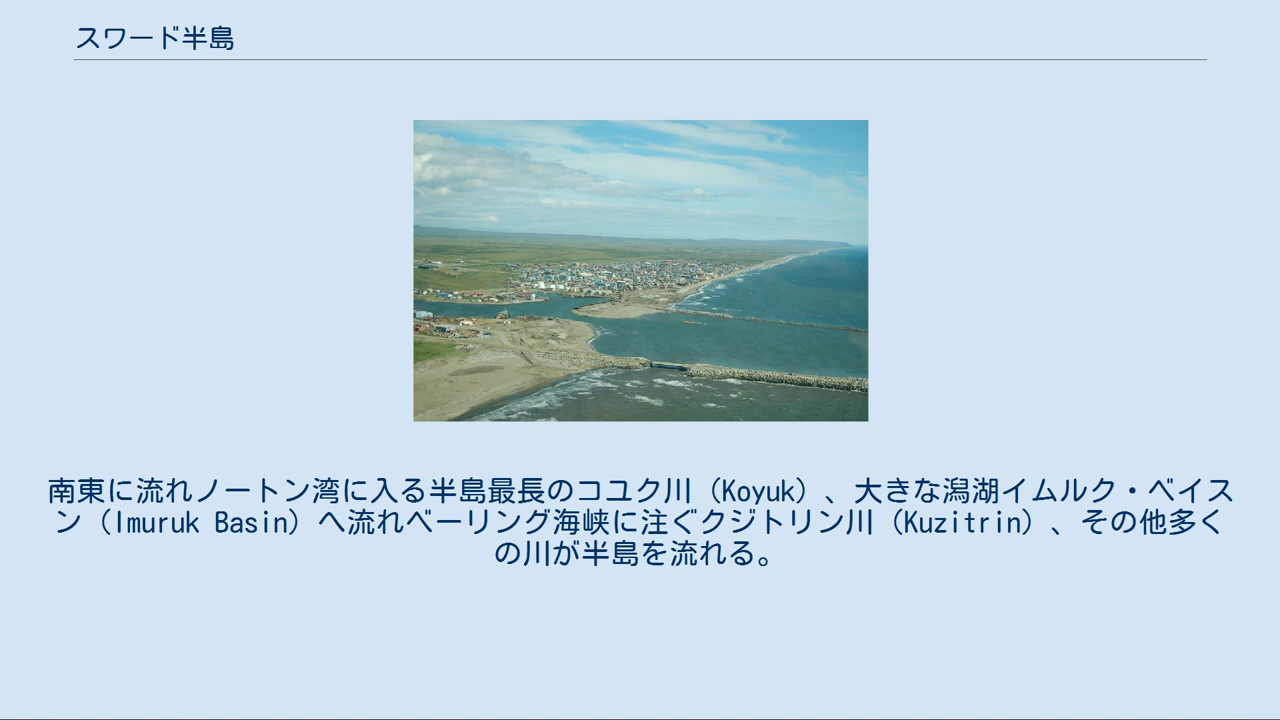 スワード半島
南東に流れノートン湾に入る半島最長のコユク川（Koyuk）、大きな潟湖イムルク・ベイス
ン（Imuruk Basin）へ流れベーリング海峡に注ぐクジトリン川（Kuzitrin）、その他多く
の川が半島を流れる。